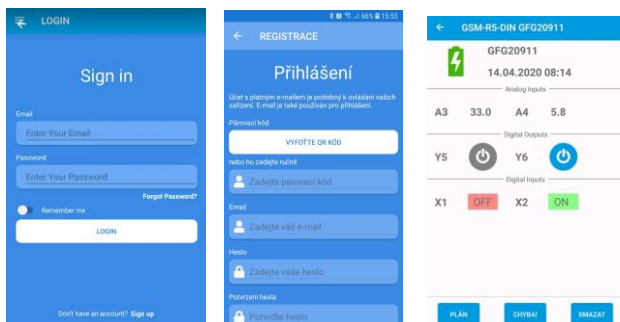 LOGIN
Sign in
Email
Enter Your Email
Password
Enter Your Password
Forgot Password?
Remember me
LOGIN
Don't have an account? Sign up
66% 15:55
REGISTRACE
Přihlášení
Účet s platným e-mailem je potřebný k ovládání vašich
zařízení. E-mail je také používán pro přihlášení.
Párovací kód
VYFOŤTE QR KÓD
nebo ho zadejte ručně
Zadejte párovací kód
Email
Zadejte váš e-mail
Heslo
Zadejte vaše heslo
Potvrzení hesla
Potvrďte heslo
GSM-R5-DIN GFG20911
GFG20911
14.04.2020 08:14
Analog Inputs
A3 33.0 A4 5.8
Digital Outputs
Y5 Y6
Digital Inputs
X1 OFF X2 ON
PLÁN CHYBA! SMAZAT